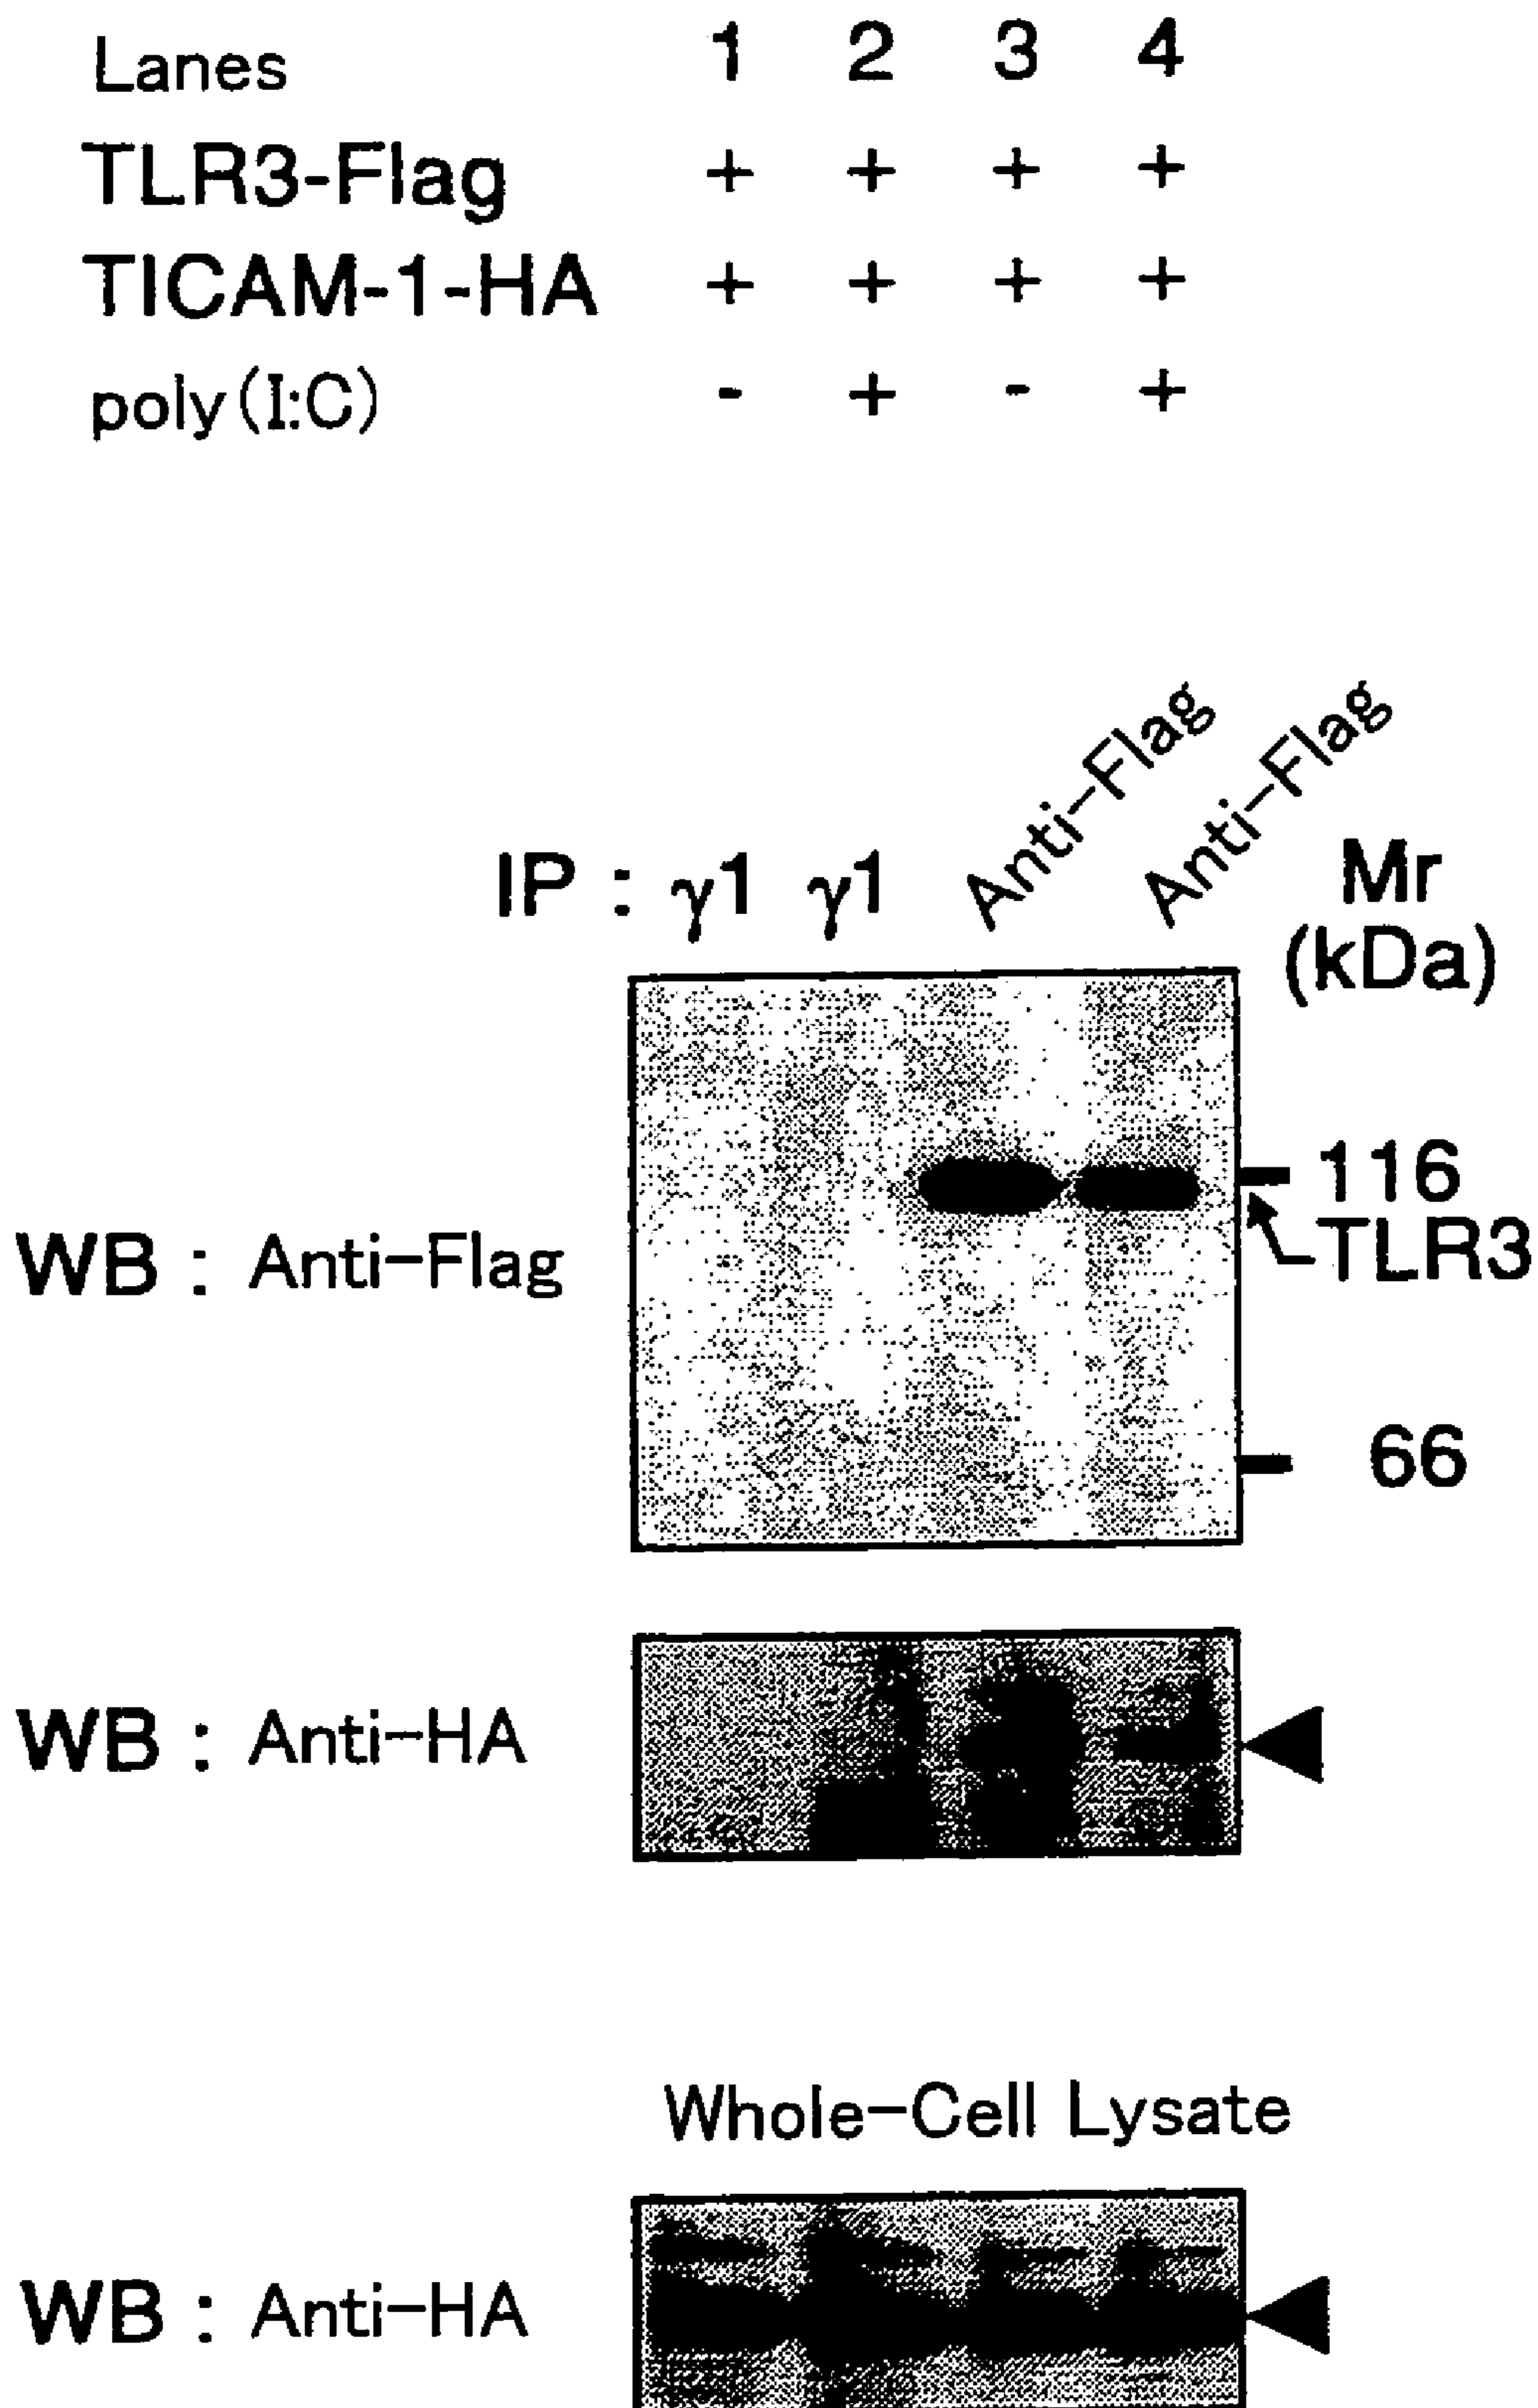 Lanes 1 2 3 4
TLR3-Flag + + + +
TICAM-1-HA + + + +
poly(I:C) - + - +
IP : γ1 γ1 Anti-Flag Anti-Flag Mr
(kDa)
116
WB : Anti-Flag TLR3
66
WB : Anti-HA
Whole-Cell Lysate
WB : Anti-HA